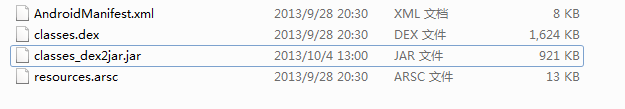 AndroidManifest.xml 2013/9/28 20:30 XML 文档 8 KB
classes.dex 2013/9/28 20:30 DEX 文件 1,624 KB
classes_dex2jar.jar 2013/10/4 13:00 JAR 文件 921 KB
resources.arsc 2013/9/28 20:30 ARSC 文件 13 KB